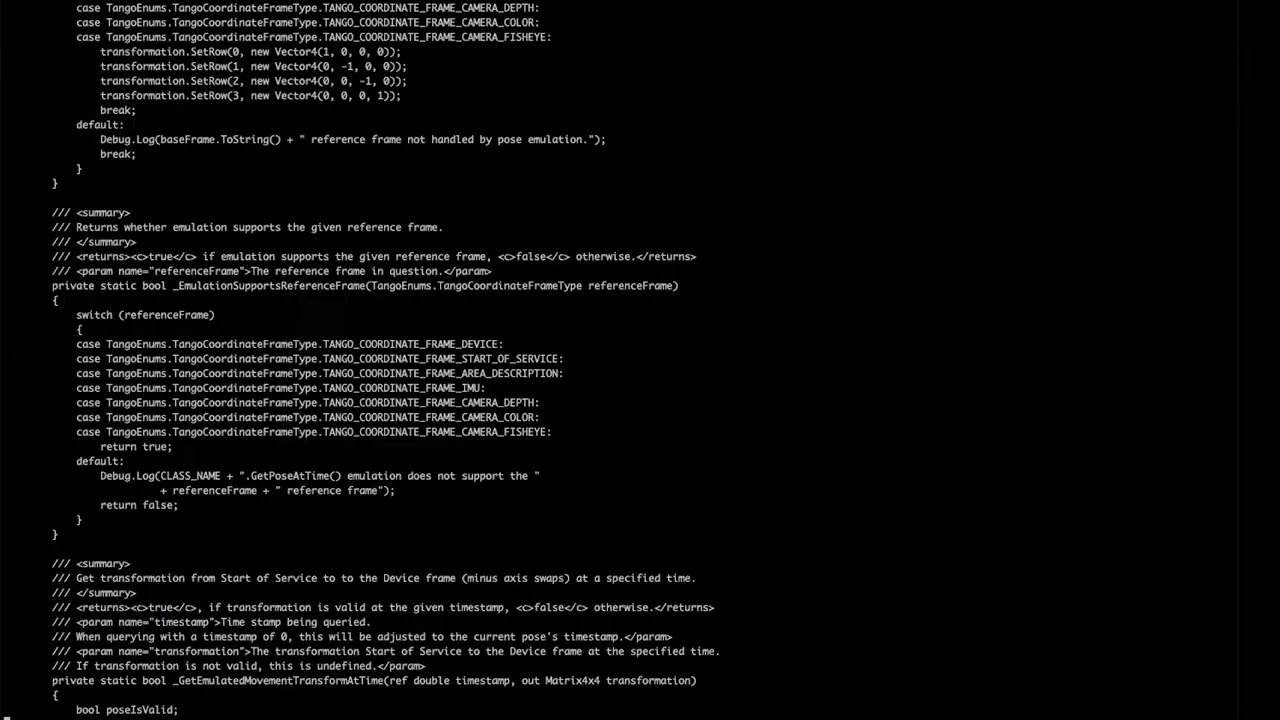 case TangoEnums.TangoCoordinateFrameType.TANGO_COORDINATE_FRAME_CAMERA_DEPTH:
case TangoEnums.TangoCoordinateFrameType.TANGO_COORDINATE_FRAME_CAMERA_COLOR:
case TangoEnums.TangoCoordinateFrameType.TANGO_COORDINATE_FRAME_CAMERA_FISHEYE:
transformation.SetRow(0, new Vector4(1, 0, 0, 0));
transformation.SetRow(1, new Vector4(0, -1, 0, 0));
transformation.SetRow(2, new Vector4(0, 0, -1, 0));
transformation.SetRow(3, new Vector4(0, 0, 0, 1));
break;
default:
Debug.Log(baseFrame.ToString() + " reference frame not handled by pose emulation.");
break;
}
}
/// <summary>
/// Returns whether emulation supports the given reference frame.
/// </summary>
/// <returns><c>true</c> if emulation supports the given reference frame, <c>false</c> otherwise.</returns>
/// <param name="referenceFrame">The reference frame in question.</param>
private static bool _EmulationSupportsReferenceFrame(TangoEnums.TangoCoordinateFrameType referenceFrame)
{
switch (referenceFrame)
{
case TangoEnums.TangoCoordinateFrameType.TANGO_COORDINATE_FRAME_DEVICE:
case TangoEnums.TangoCoordinateFrameType.TANGO_COORDINATE_FRAME_START_OF_SERVICE:
case TangoEnums.TangoCoordinateFrameType.TANGO_COORDINATE_FRAME_AREA_DESCRIPTION:
case TangoEnums.TangoCoordinateFrameType.TANGO_COORDINATE_FRAME_IMU:
case TangoEnums.TangoCoordinateFrameType.TANGO_COORDINATE_FRAME_CAMERA_DEPTH:
case TangoEnums.TangoCoordinateFrameType.TANGO_COORDINATE_FRAME_CAMERA_COLOR:
case TangoEnums.TangoCoordinateFrameType.TANGO_COORDINATE_FRAME_CAMERA_FISHEYE:
return true;
default:
Debug.Log(CLASS_NAME + ".GetPoseAtTime() emulation does not support the "
+ referenceFrame + " reference frame");
return false;
}
}
/// <summary>
/// Get transformation from Start of Service to to the Device frame (minus axis swaps) at a specified time.
/// </summary>
/// <returns><c>true</c>, if transformation is valid at the given timestamp, <c>false</c> otherwise.</returns>
/// <param name="timestamp">Time stamp being queried.
/// When querying with a timestamp of 0, this will be adjusted to the current pose's timestamp.</param>
/// <param name="transformation">The transformation Start of Service to the Device frame at the specified time.
/// If transformation is not valid, this is undefined.</param>
private static bool _GetEmulatedMovementTransformAtTime(ref double timestamp, out Matrix4x4 transformation)
{
bool poseIsValid;